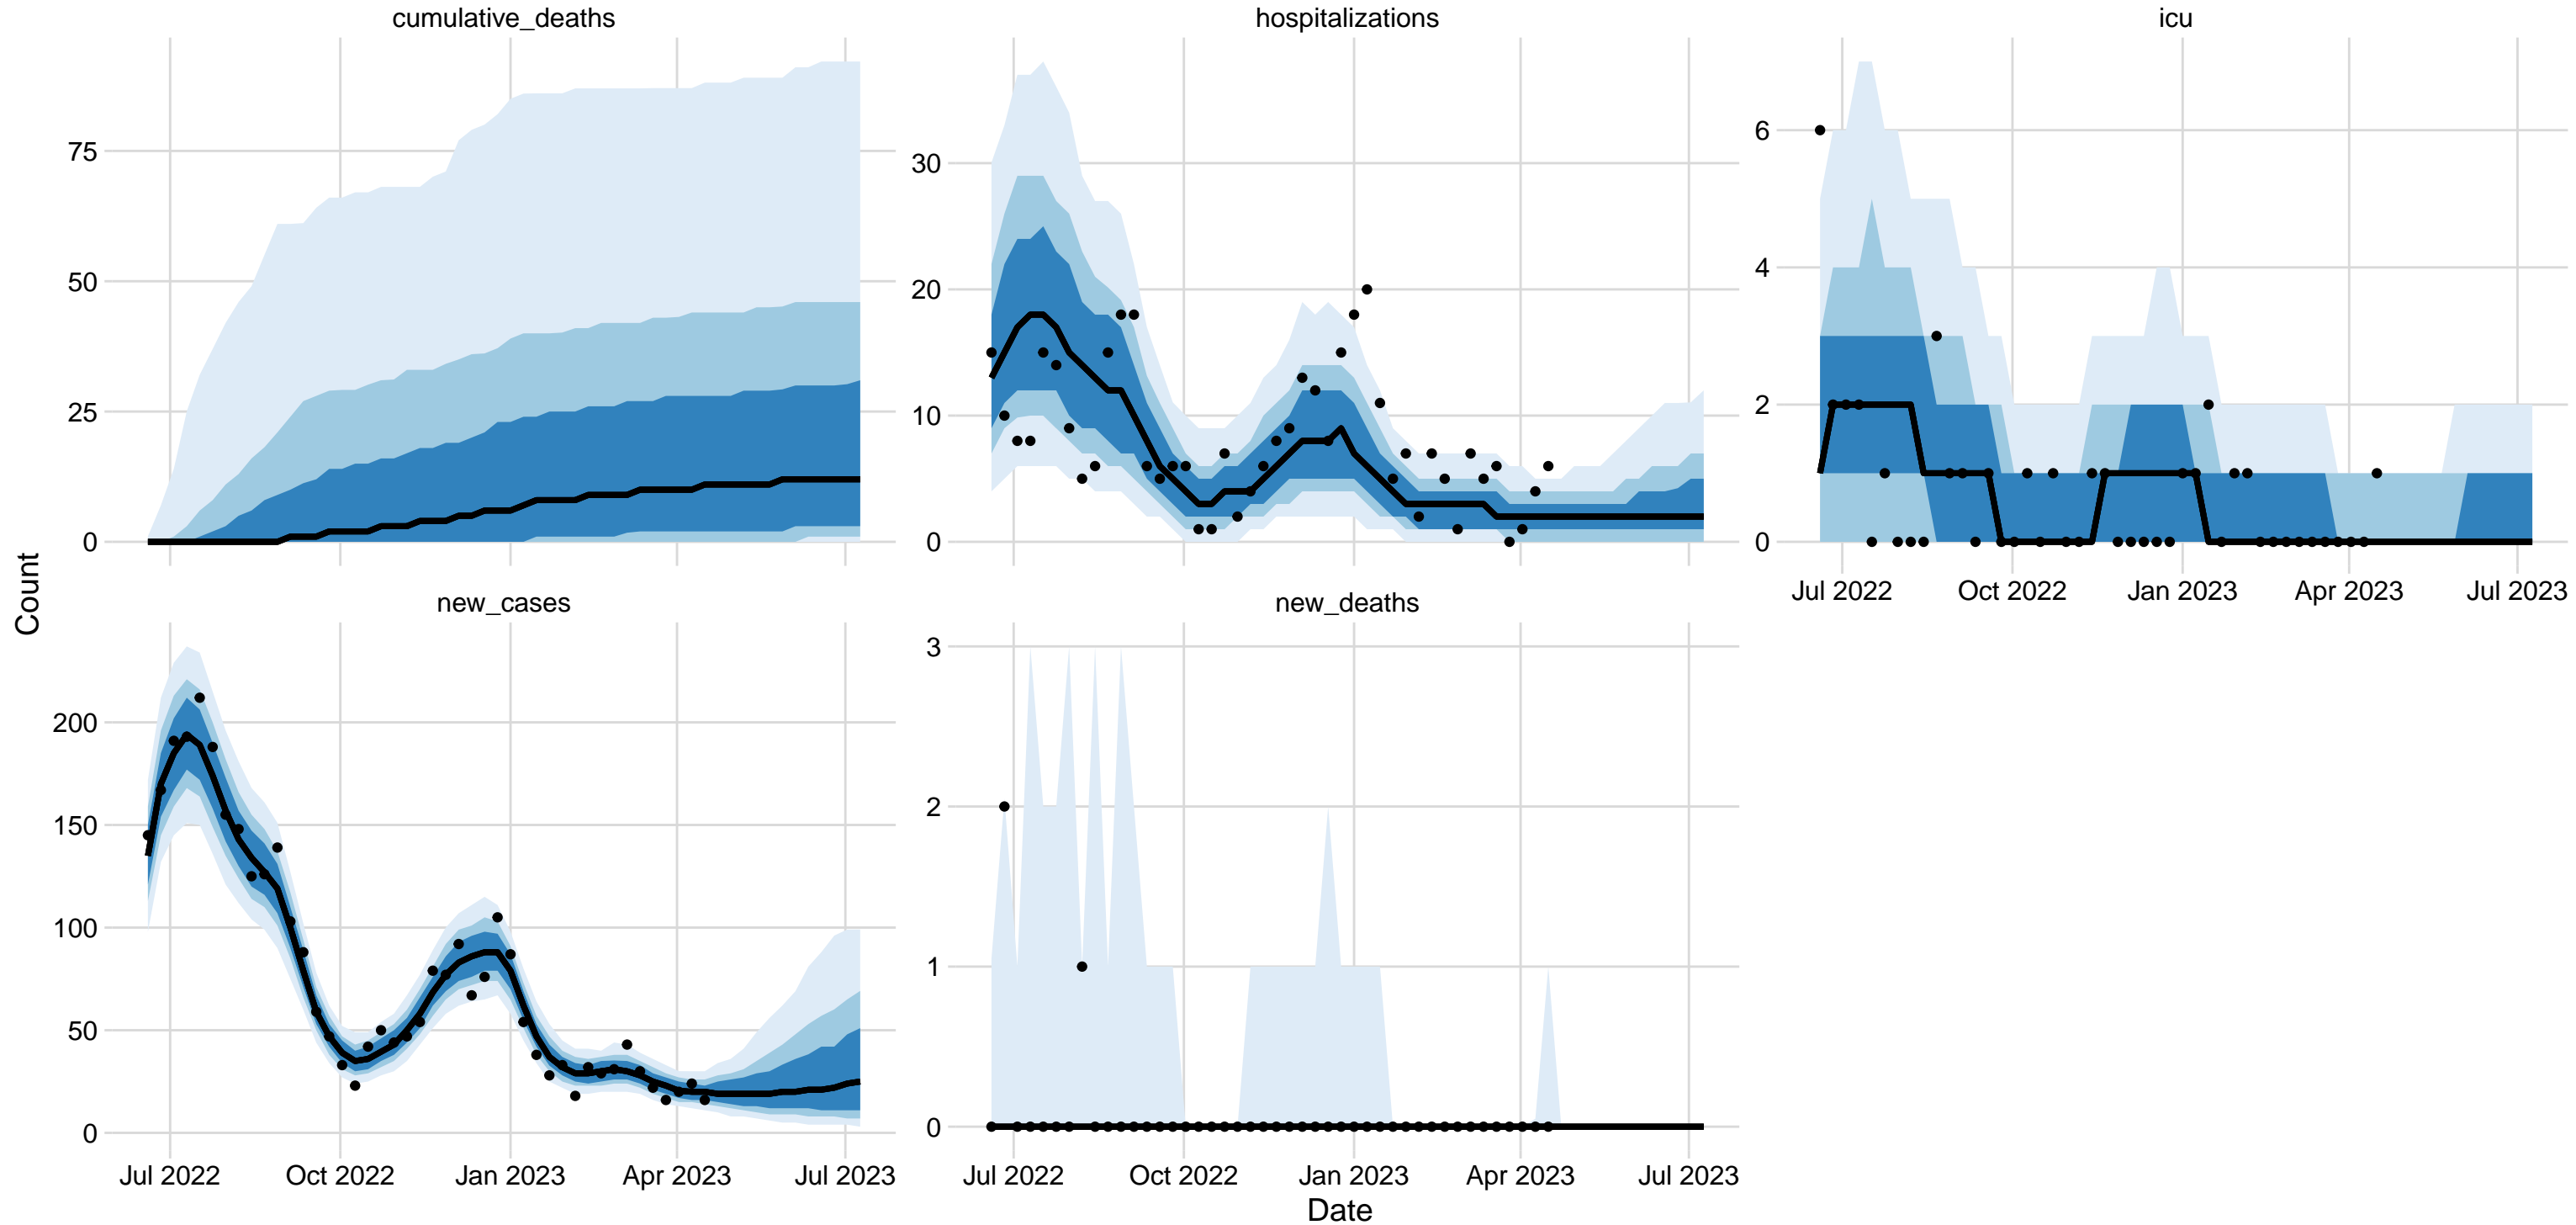 cumulative_deaths
75
50
25
0
hospitalizations
30
20
10
0
icu
6
4
2
0
Jul 2022 Oct 2022 Jan 2023 Apr 2023 Jul 2023
Count
new_cases
200
150
100
50
0
Jul 2022 Oct 2022 Jan 2023 Apr 2023 Jul 2023
new_deaths
3
2
1
0
Jul 2022 Oct 2022 Jan 2023 Apr 2023 Jul 2023
Date